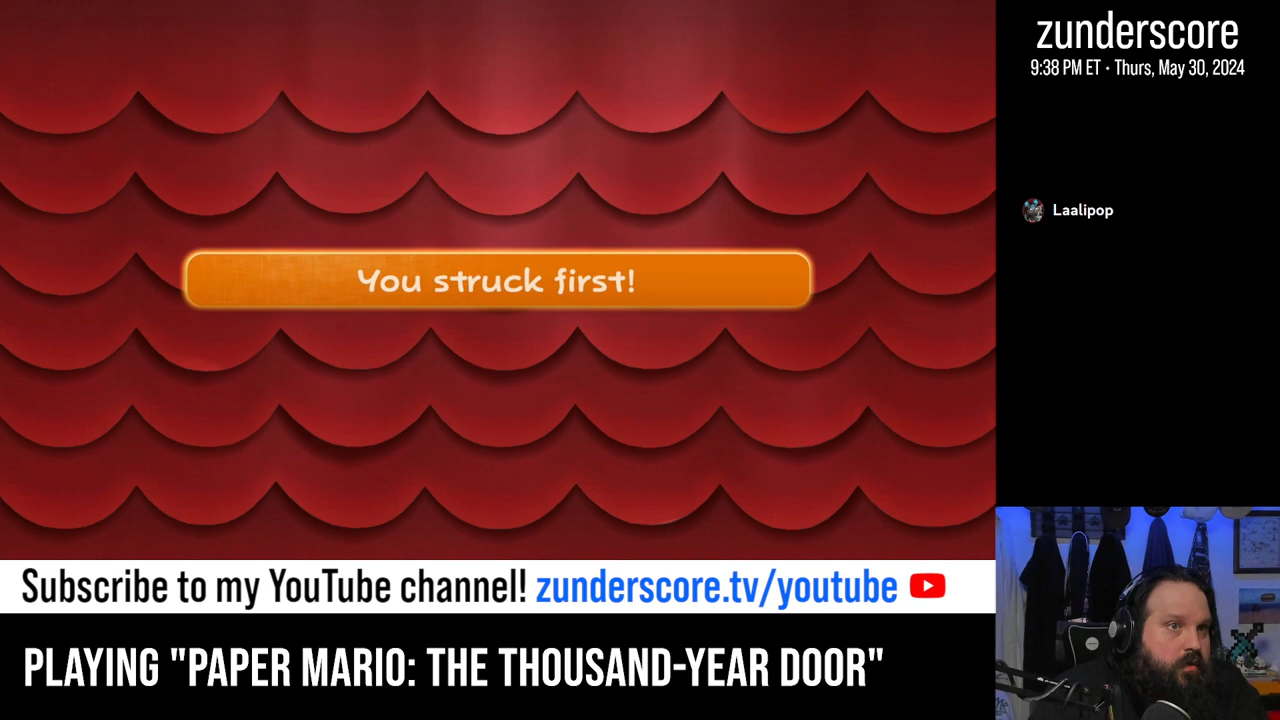 zunderscore
9:38 PM ET • Thurs, May 30, 2024
Laalipop
You struck first!
Subscribe to my YouTube channel! zunderscore.tv/youtube
PLAYING "PAPER MARIO: THE THOUSAND-YEAR DOOR"